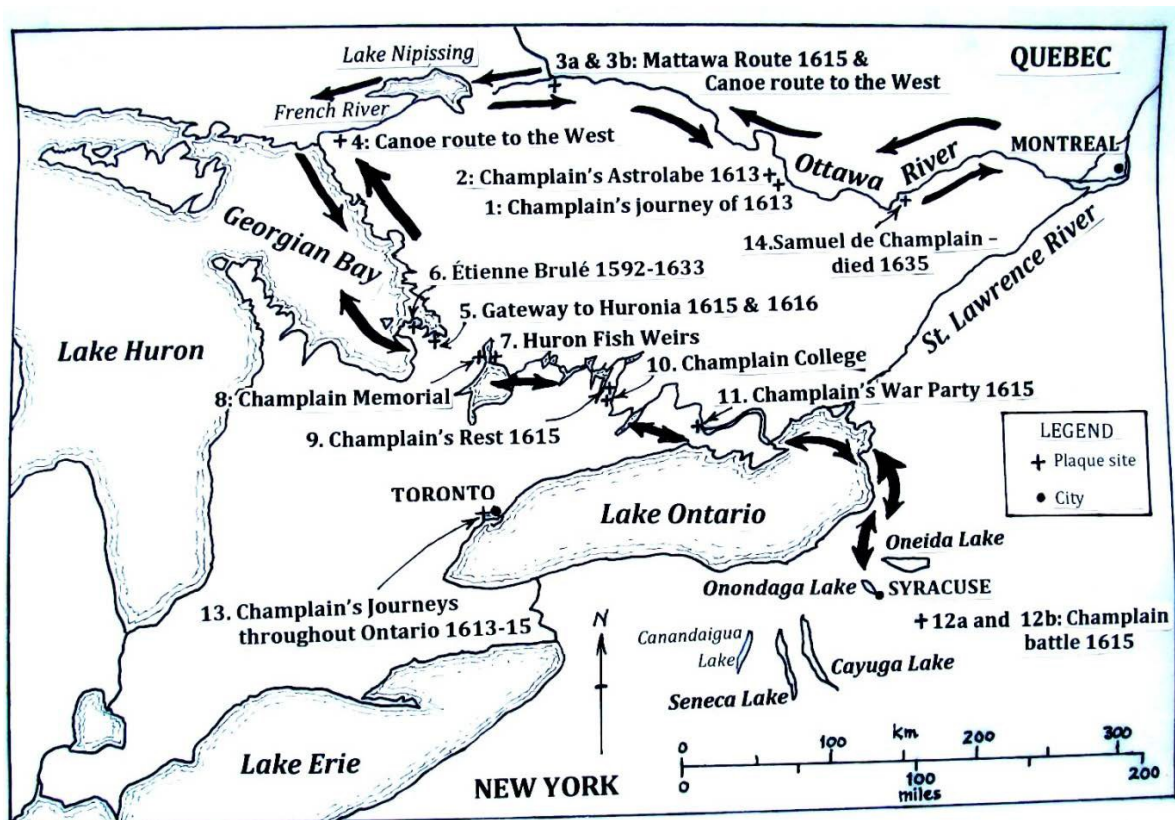 Lake Nipissing
3a & 3b: Mattawa Route 1615 &
Canoe route to the West
QUEBEC
French River
4: Canoe route to the West
MONTREAL
Ottawa River
2: Champlain's Astrolabe 1613
1: Champlain's journey of 1613
14.Samuel de Champlain –
died 1635
Georgian Bay
6. Étienne Brulé 1592-1633
5. Gateway to Huronia 1615 & 1616
St. Lawrence River
Lake Huron
7. Huron Fish Weirs
10. Champlain College
8: Champlain Memorial
11. Champlain's War Party 1615
9. Champlain's Rest 1615
LEGEND
Plaque site
City
TORONTO
Lake Ontario
Oneida Lake
Onondaga Lake
SYRACUSE
13. Champlain's Journeys
throughout Ontario 1613-15
N
12a and 12b: Champlain
battle 1615
Canandaigua
Lake
Cayuga Lake
Seneca Lake
Lake Erie
NEW YORK
0 100 km 200 300
0 100 200
miles